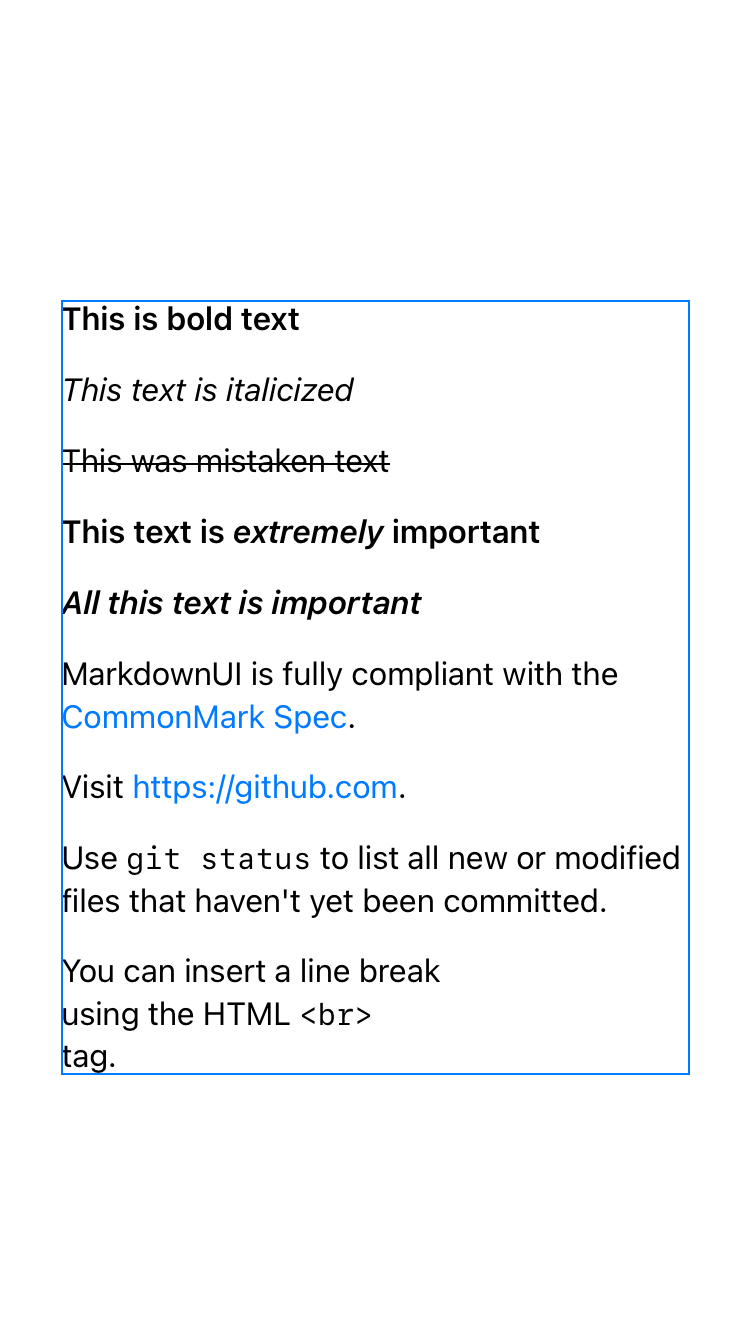 This is bold text
This text is italicized
This was mistaken text
This text is extremely important
All this text is important
MarkdownUI is fully compliant with the
CommonMark Spec.
Visit https://github.com.
Use git status to list all new or modified
files that haven't yet been committed.
You can insert a line break
using the HTML <br>
tag.